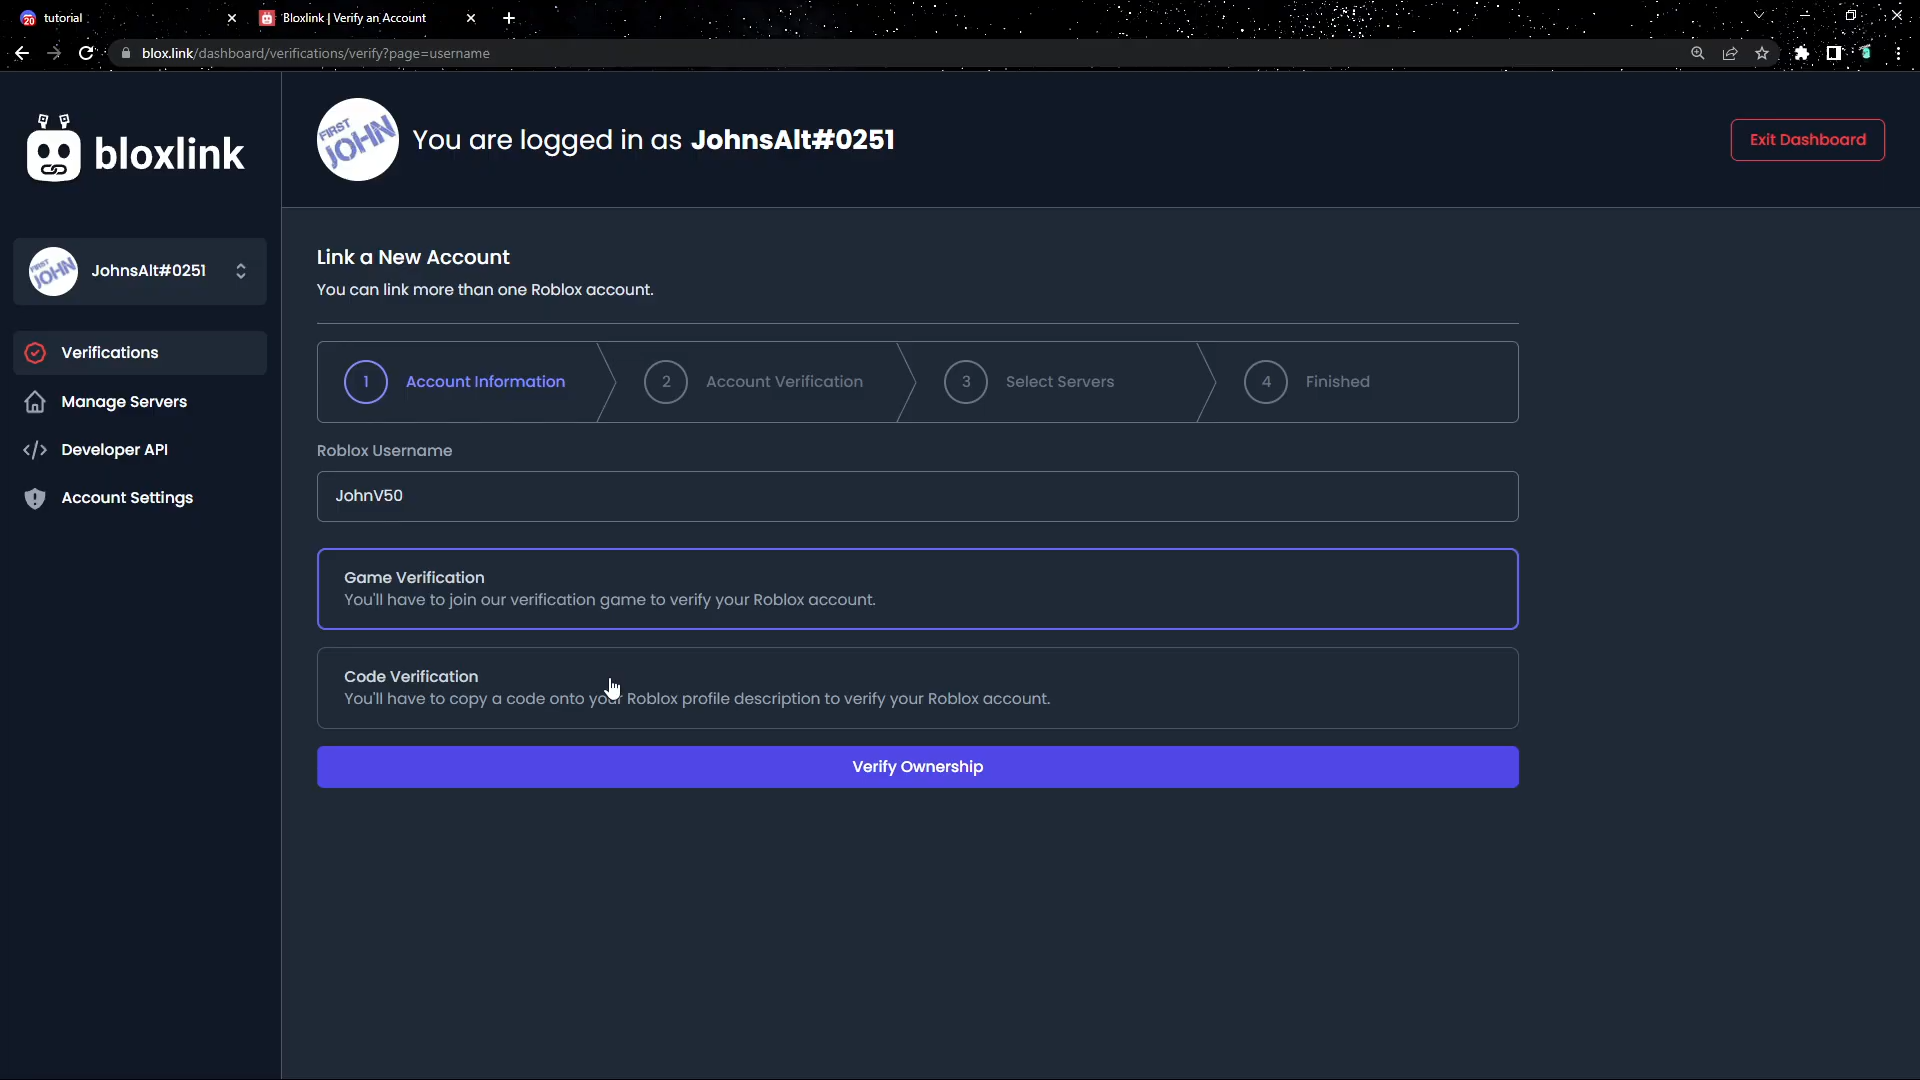 tutorial
Bloxlink | Verify an Account
blox.link/dashboard/verifications/verify?page=username
bloxlink
FIRST JOHN
You are logged in as JohnsAlt#0251
Exit Dashboard
FIRST JOHN
JohnsAlt#0251
Verifications
Manage Servers
Developer API
Account Settings
Link a New Account
You can link more than one Roblox account.
1 Account Information
2 Account Verification
3 Select Servers
4 Finished
Roblox Username
JohnV50
Game Verification
You'll have to join our verification game to verify your Roblox account.
Code Verification
You'll have to copy a code onto your Roblox profile description to verify your Roblox account.
Verify Ownership